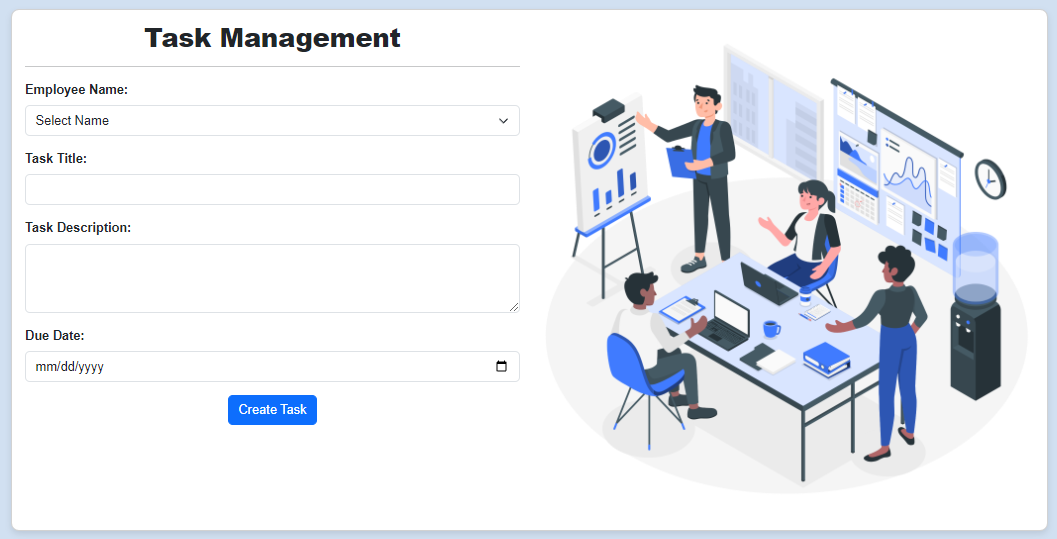 Task Management
Employee Name:
Select Name
Task Title:
Task Description:
Due Date:
mm/dd/yyyy
Create Task